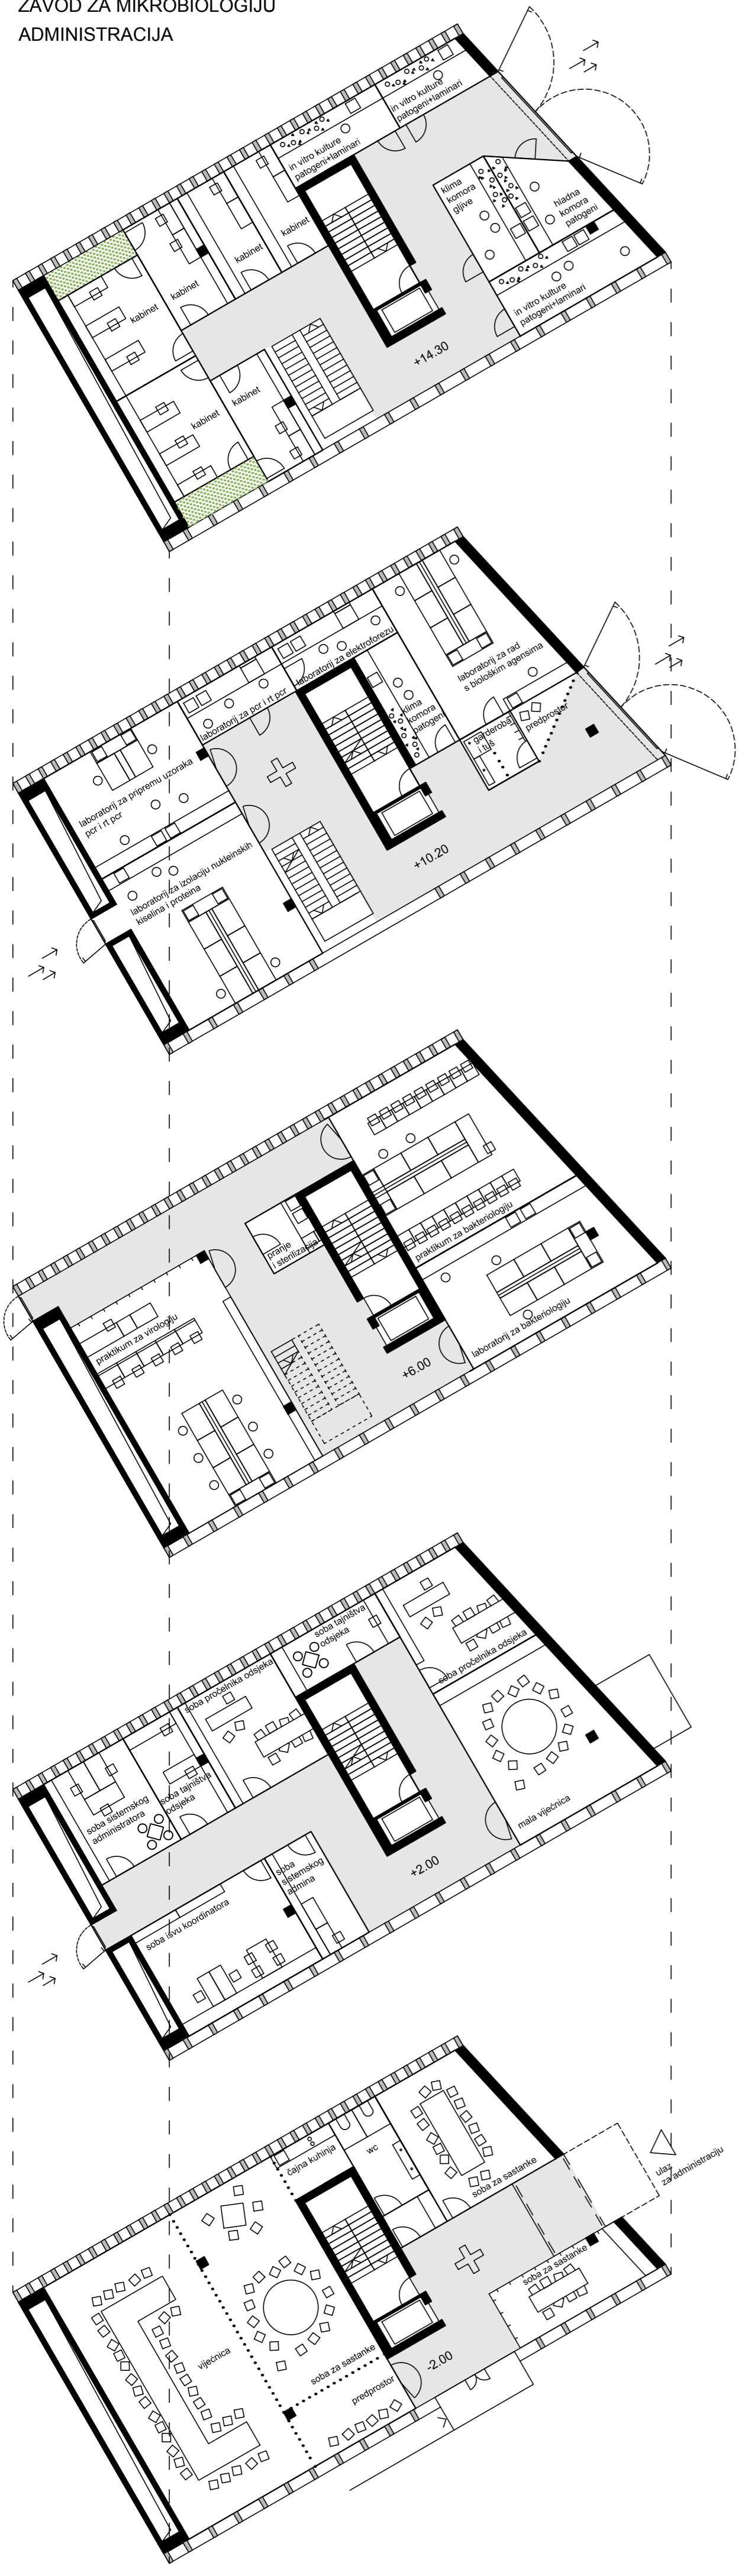 ZAVOD ZA MIKROBIOLOGIJU
ADMINISTRACIJA
in vitro kulture
patogeni+laminari
in vitro kulture
patogeni+laminari
klima
komora
gljive
hladna
komora
patogeni
in vitro kulture
patogeni+laminari
kabinet
kabinet
kabinet
kabinet
kabinet
kabinet
+14.30
laboratorij za elektroforezu
laboratorij za rad
s biološkim agensima
laboratorij za pcr i rt pcr
klima
komora
patogeni
garderoba
i tuš
predprostor
laboratorij za pripremu uzoraka
pcr i rt pcr
laboratorij za izolaciju nukleinskih
kiselina i proteina
+10.20
pranje
i sterilizacija
praktikum za bakteriologiju
praktikum za virologiju
laboratorij za bakteriologiju
+6.00
soba tajništva
odsjeka
soba pročelnika odsjeka
soba pročelnika odsjeka
soba tajništva
odsjeka
soba sistemskog
administratora
mala vijećnica
soba
sistemskog
admina
soba isvu koordinatora
+2.00
čajna kuhinja
wc
soba za sastanke
ulaz
za administraciju
soba za sastanke
vijećnica
soba za sastanke
predprostor
-2.00